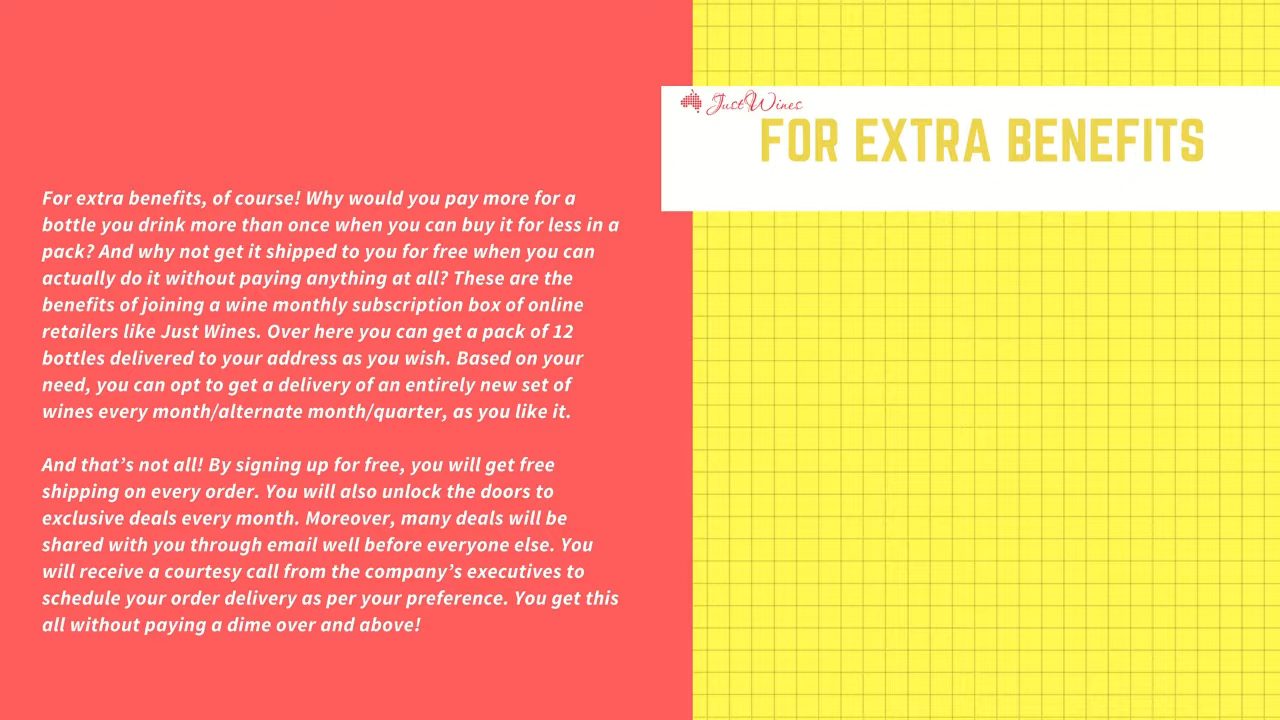 JustWines
FOR EXTRA BENEFITS
For extra benefits, of course! Why would you pay more for a
bottle you drink more than once when you can buy it for less in a
pack? And why not get it shipped to you for free when you can
actually do it without paying anything at all? These are the
benefits of joining a wine monthly subscription box of online
retailers like Just Wines. Over here you can get a pack of 12
bottles delivered to your address as you wish. Based on your
need, you can opt to get a delivery of an entirely new set of
wines every month/alternate month/quarter, as you like it.
And that’s not all! By signing up for free, you will get free
shipping on every order. You will also unlock the doors to
exclusive deals every month. Moreover, many deals will be
shared with you through email well before everyone else. You
will receive a courtesy call from the company’s executives to
schedule your order delivery as per your preference. You get this
all without paying a dime over and above!